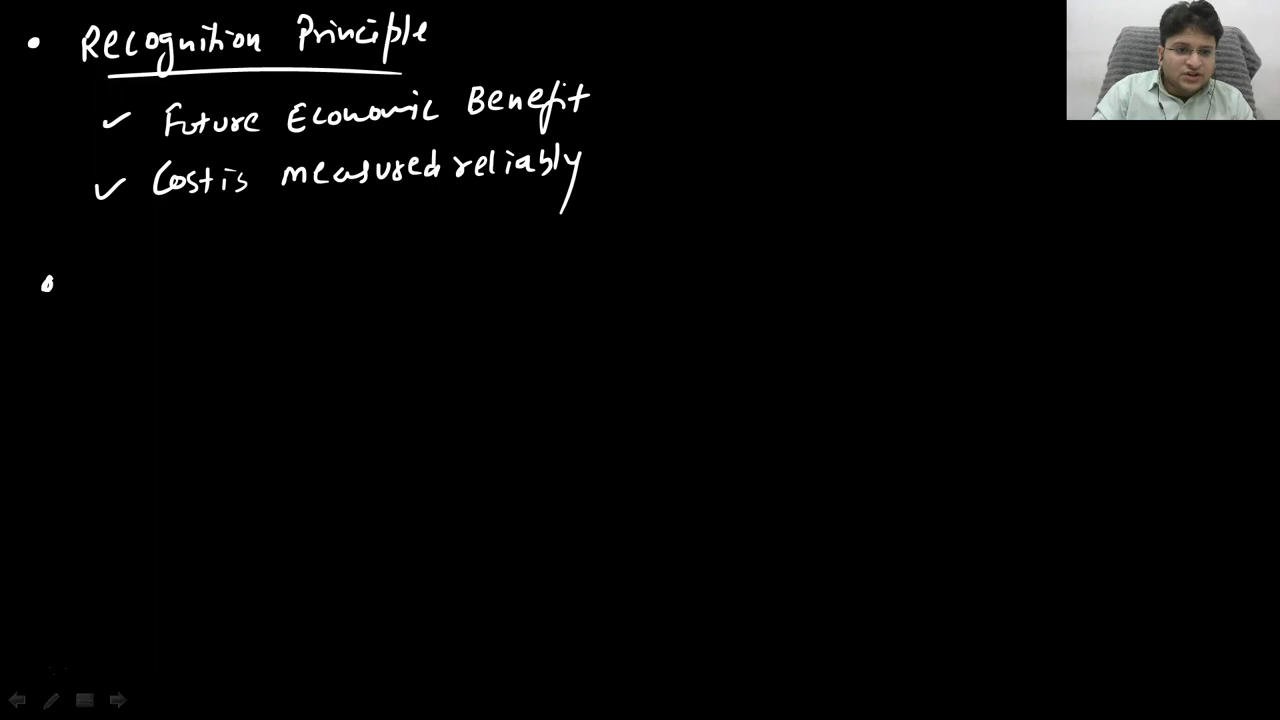 • Recognition Principle
✓ Future Economic Benefit
✓ Cost is measured reliably
•